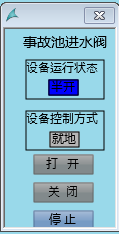 事故池进水阀
设备运行状态
半开
设备控制方式
就地
打 开
关 闭
停 止